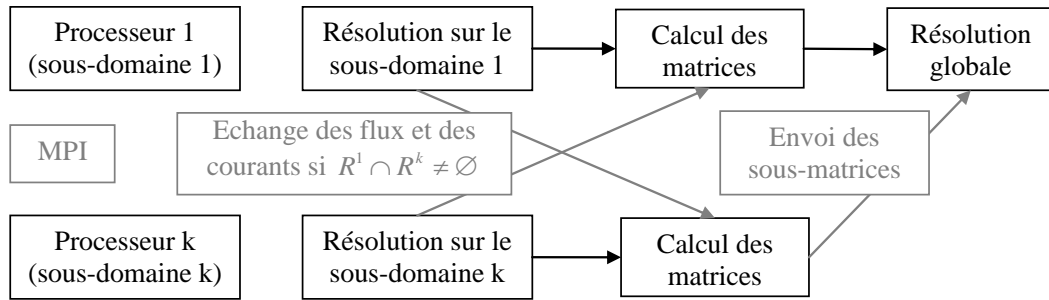 Processeur 1
(sous-domaine 1)
Résolution sur le
sous-domaine 1
Calcul des
matrices
Résolution
globale
MPI
Echange des flux et des
courants si R¹ ∩ Rᵏ ≠ ∅
Envoi des
sous-matrices
Processeur k
(sous-domaine k)
Résolution sur le
sous-domaine k
Calcul des
matrices